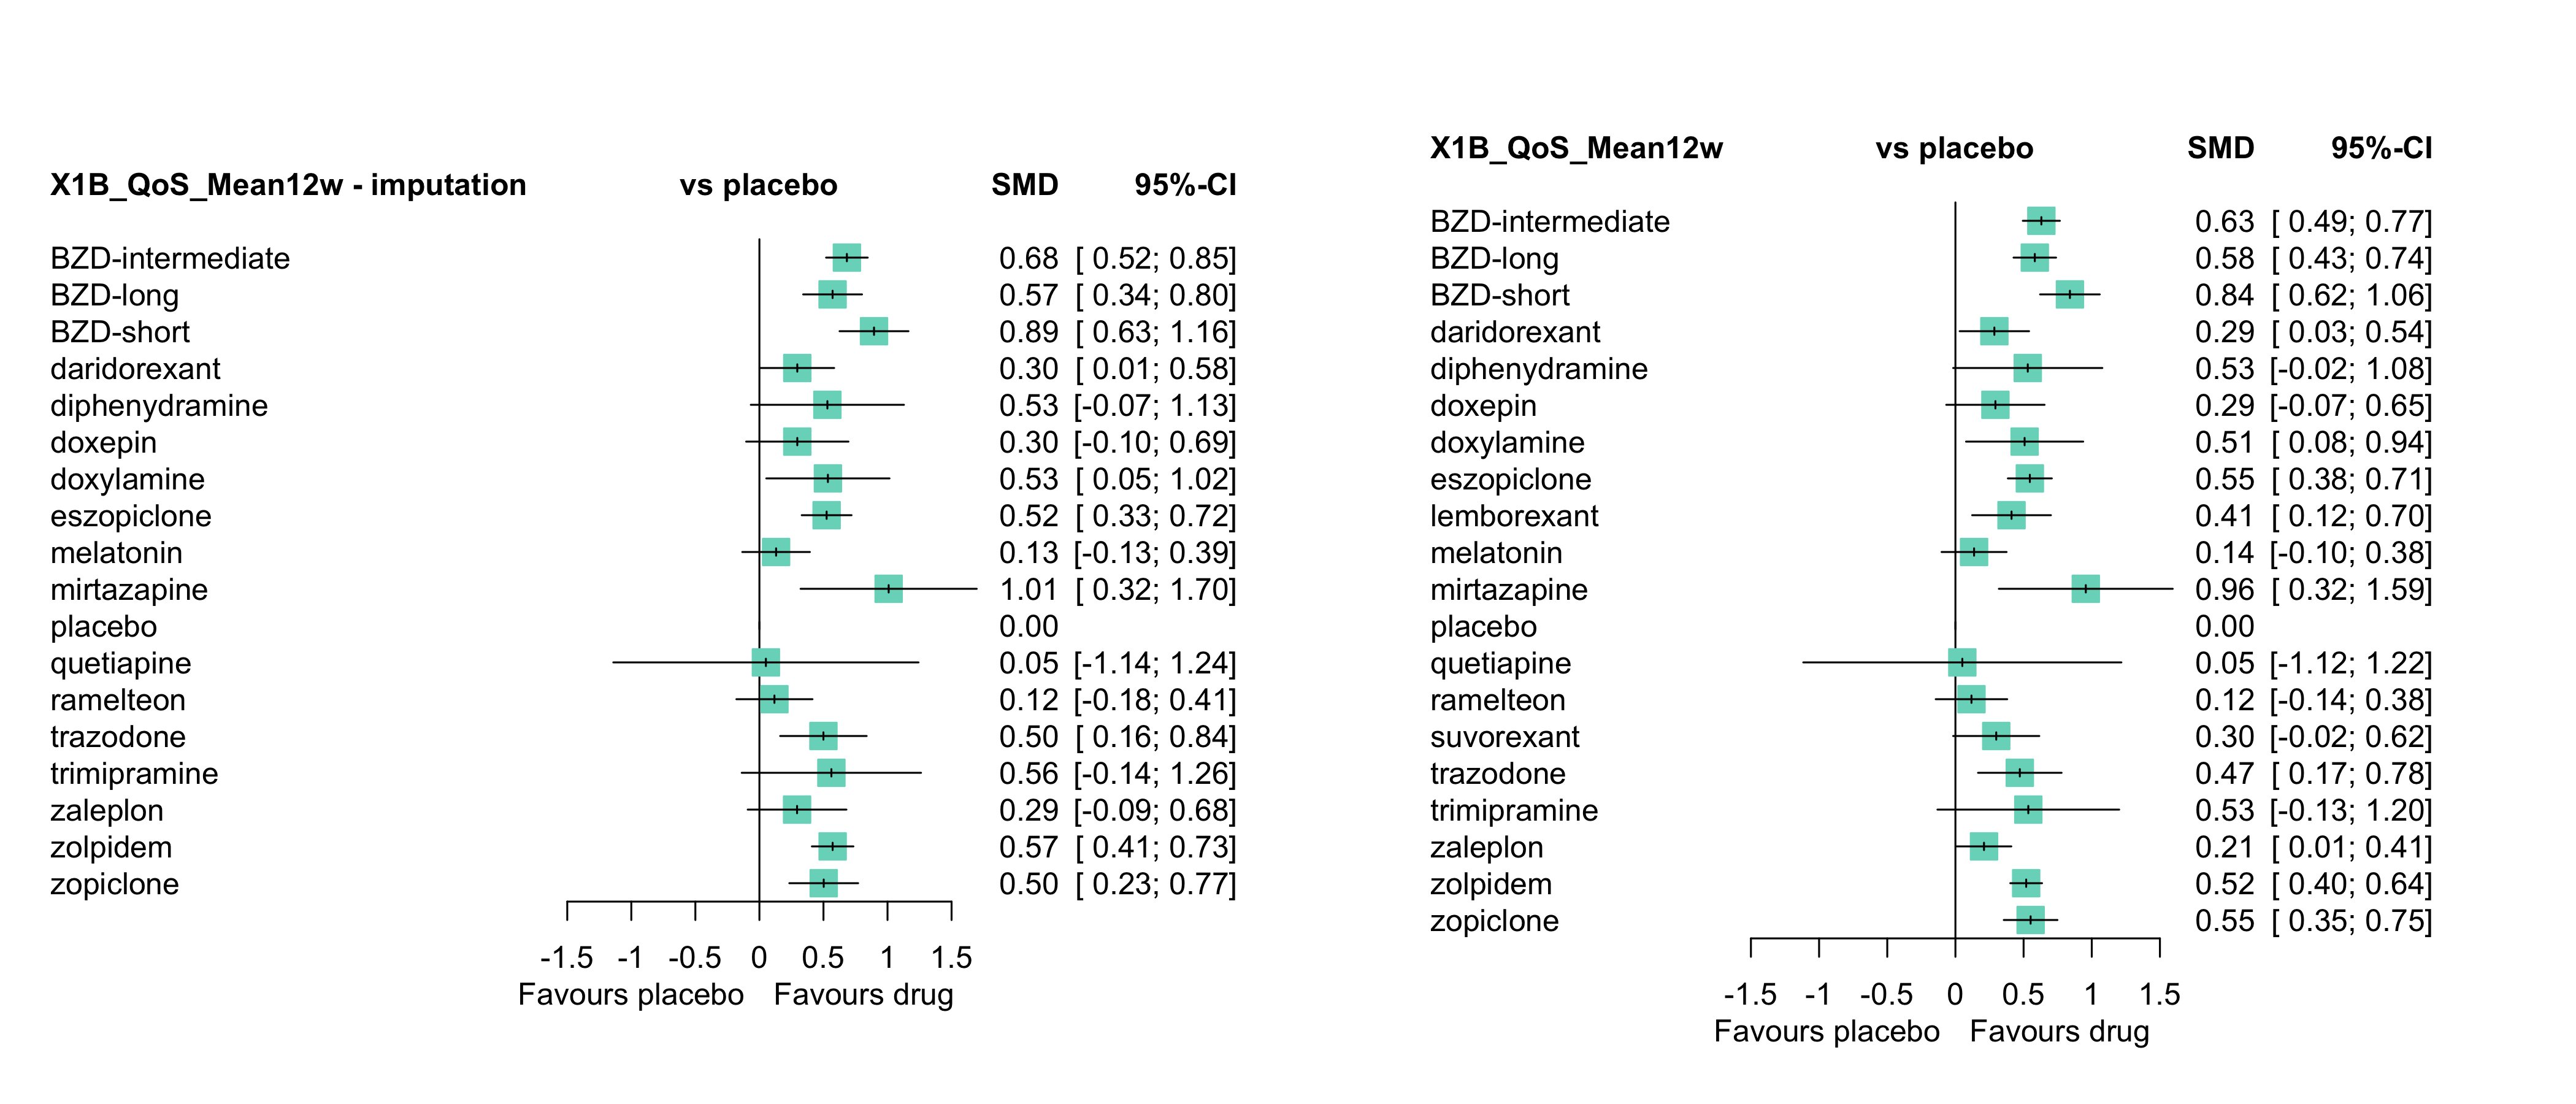 X1B_QoS_Mean12w - imputation vs placebo SMD 95%-CI
BZD-intermediate 0.68 [ 0.52; 0.85]
BZD-long 0.57 [ 0.34; 0.80]
BZD-short 0.89 [ 0.63; 1.16]
daridorexant 0.30 [ 0.01; 0.58]
diphenydramine 0.53 [-0.07; 1.13]
doxepin 0.30 [-0.10; 0.69]
doxylamine 0.53 [ 0.05; 1.02]
eszopiclone 0.52 [ 0.33; 0.72]
melatonin 0.13 [-0.13; 0.39]
mirtazapine 1.01 [ 0.32; 1.70]
placebo 0.00
quetiapine 0.05 [-1.14; 1.24]
ramelteon 0.12 [-0.18; 0.41]
trazodone 0.50 [ 0.16; 0.84]
trimipramine 0.56 [-0.14; 1.26]
zaleplon 0.29 [-0.09; 0.68]
zolpidem 0.57 [ 0.41; 0.73]
zopiclone 0.50 [ 0.23; 0.77]
-1.5 -1 -0.5 0 0.5 1 1.5
Favours placebo Favours drug
X1B_QoS_Mean12w vs placebo SMD 95%-CI
BZD-intermediate 0.63 [ 0.49; 0.77]
BZD-long 0.58 [ 0.43; 0.74]
BZD-short 0.84 [ 0.62; 1.06]
daridorexant 0.29 [ 0.03; 0.54]
diphenydramine 0.53 [-0.02; 1.08]
doxepin 0.29 [-0.07; 0.65]
doxylamine 0.51 [ 0.08; 0.94]
eszopiclone 0.55 [ 0.38; 0.71]
lemborexant 0.41 [ 0.12; 0.70]
melatonin 0.14 [-0.10; 0.38]
mirtazapine 0.96 [ 0.32; 1.59]
placebo 0.00
quetiapine 0.05 [-1.12; 1.22]
ramelteon 0.12 [-0.14; 0.38]
suvorexant 0.30 [-0.02; 0.62]
trazodone 0.47 [ 0.17; 0.78]
trimipramine 0.53 [-0.13; 1.20]
zaleplon 0.21 [ 0.01; 0.41]
zolpidem 0.52 [ 0.40; 0.64]
zopiclone 0.55 [ 0.35; 0.75]
-1.5 -1 -0.5 0 0.5 1 1.5
Favours placebo Favours drug